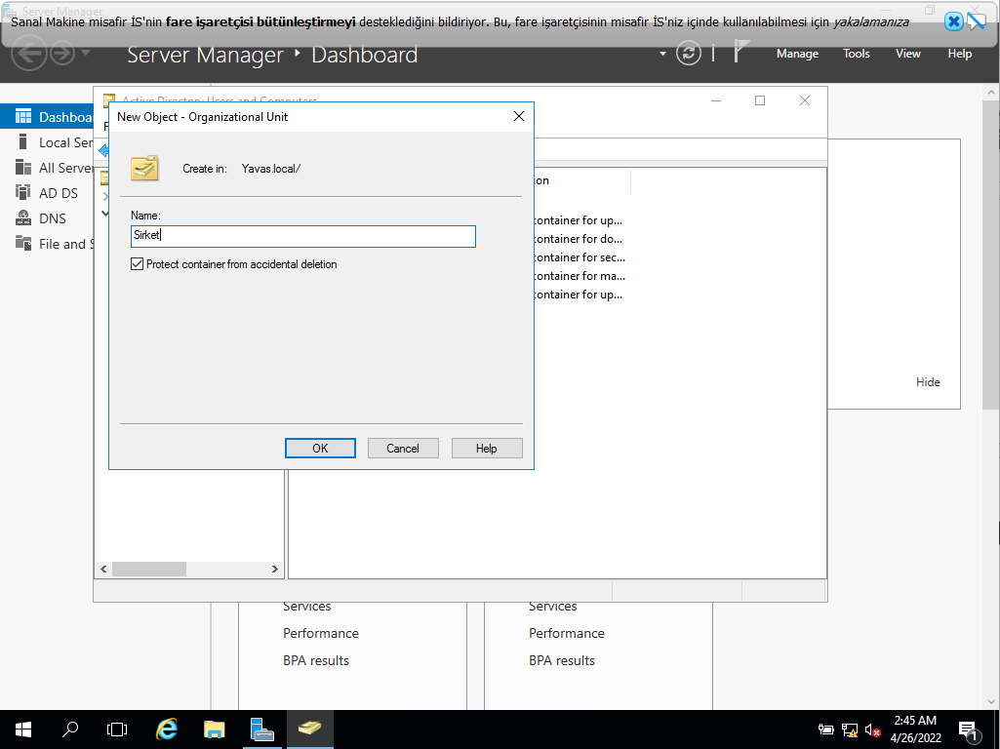 Server Manager
Sanal Makine misafir İS'nin fare işaretçisi bütünleştirmeyi desteklediğini bildiriyor. Bu, fare işaretçisinin misafir İS'niz içinde kullanılabilmesi için yakalamanıza
Server Manager Dashboard
Manage Tools View Help
Active Directory Users and Computers
New Object - Organizational Unit
Dashboa
Local Ser
All Server
AD DS
DNS
File and S
Create in: Yavas.local/
Name:
Sirket
Protect container from accidental deletion
OK Cancel Help
ion
container for up...
container for do...
container for sec...
container for ma...
container for up...
Hide
Services Services
Performance Performance
BPA results BPA results
2:45 AM
4/26/2022
1